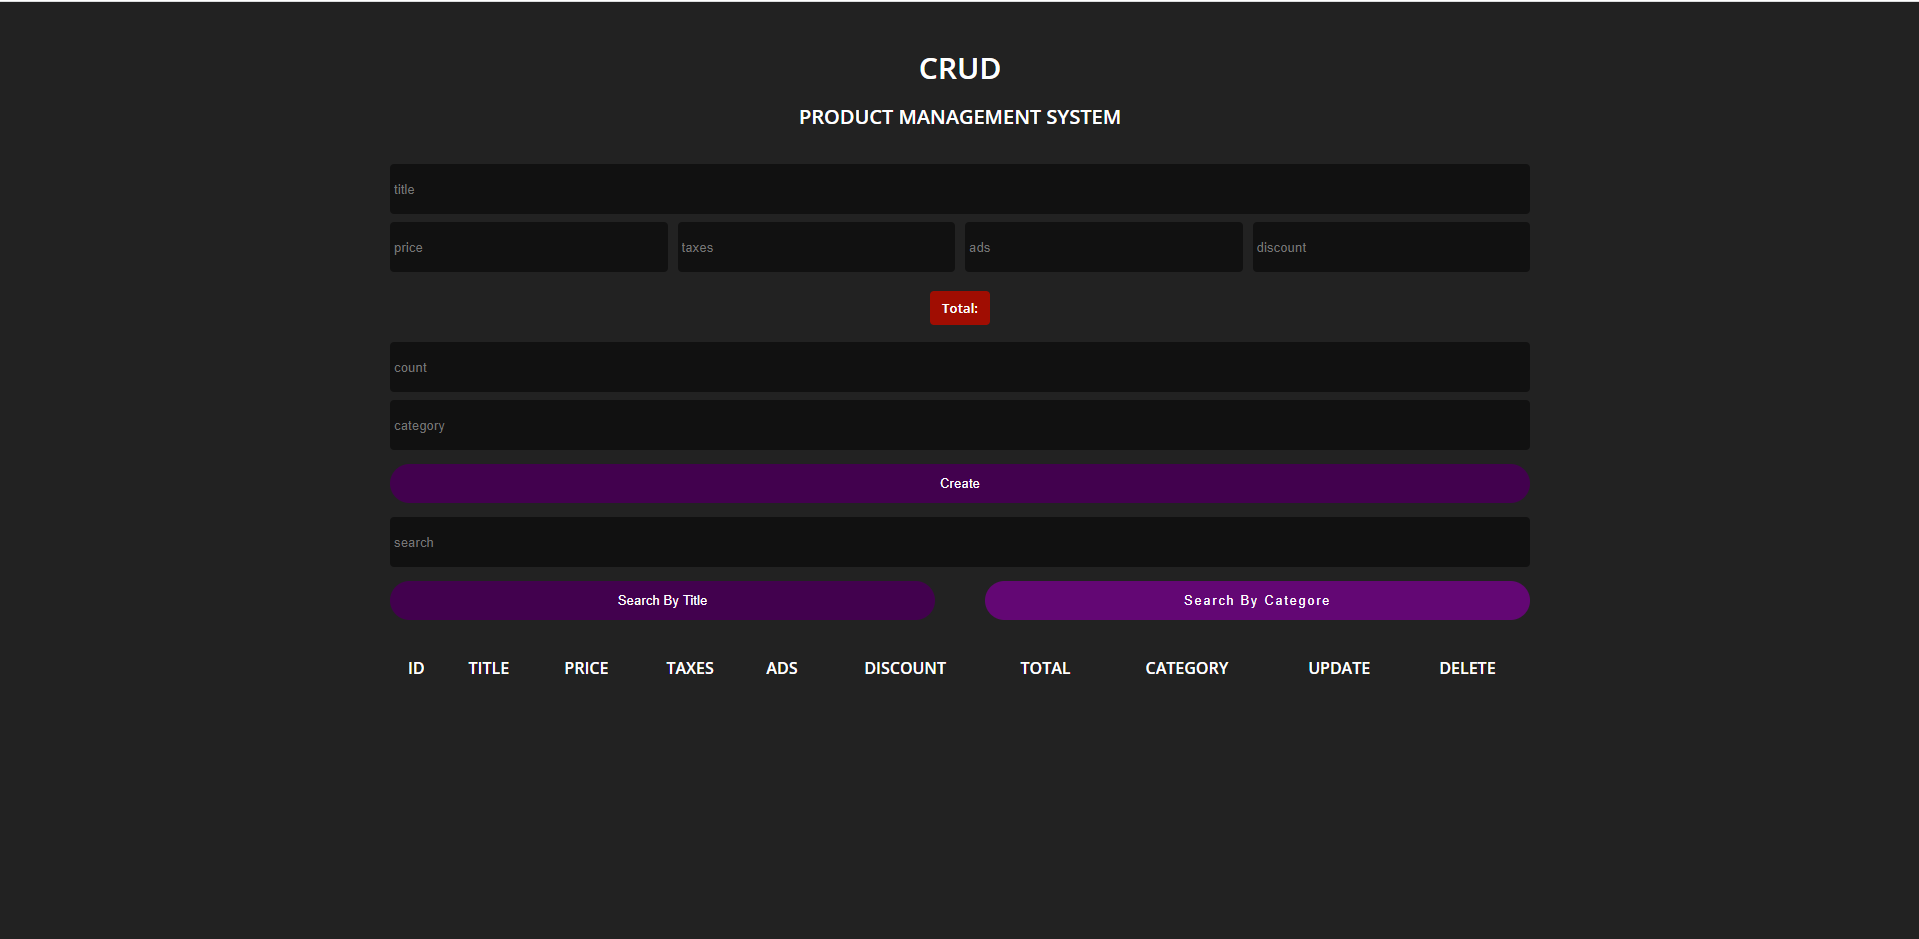 CRUD
PRODUCT MANAGEMENT SYSTEM
title
price taxes ads discount
Total:
count
category
Create
search
Search By Title Search By Categore
ID TITLE PRICE TAXES ADS DISCOUNT TOTAL CATEGORY UPDATE DELETE